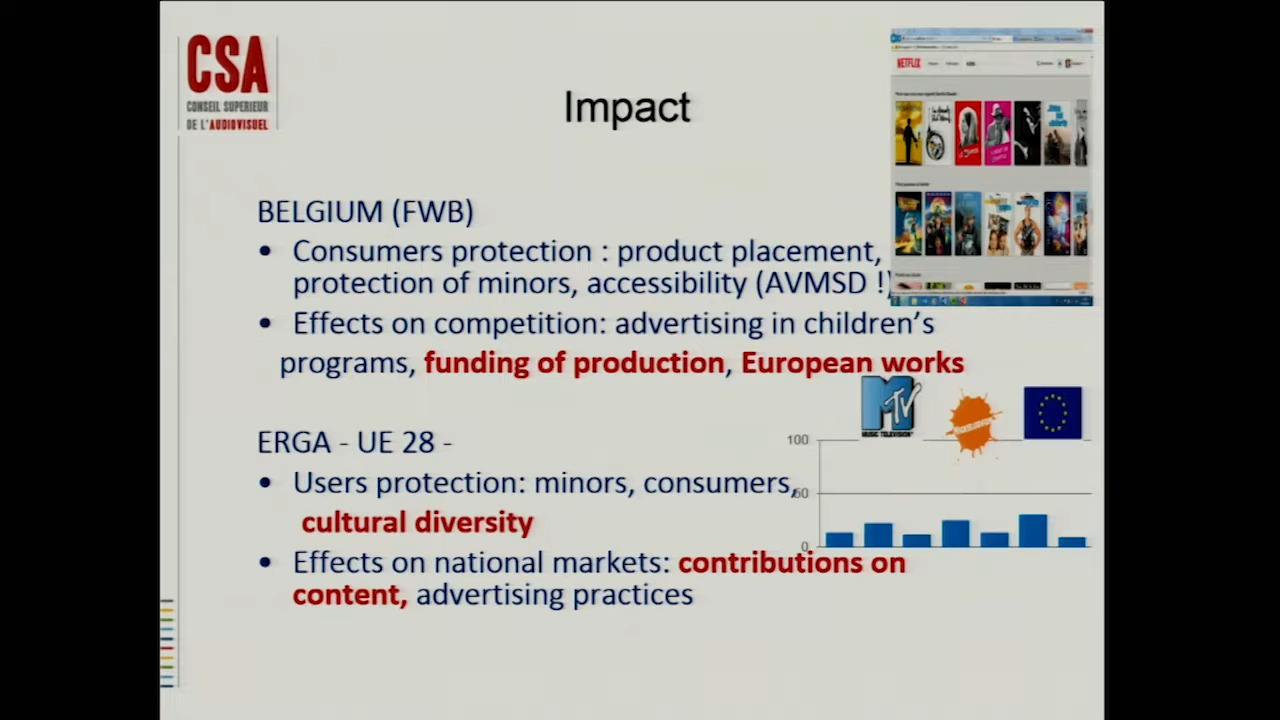 CSA
CONSEIL SUPERIEUR
DE L'AUDIOVISUEL
Impact
NETFLIX
BELGIUM (FWB)
• Consumers protection : product placement,
protection of minors, accessibility (AVMSD !)
• Effects on competition: advertising in children's
programs, funding of production, European works
MTV
MUSIC TELEVISION
NICKELODEON
ERGA - UE 28 -
100
• Users protection: minors, consumers,
50
cultural diversity
0
• Effects on national markets: contributions on
content, advertising practices